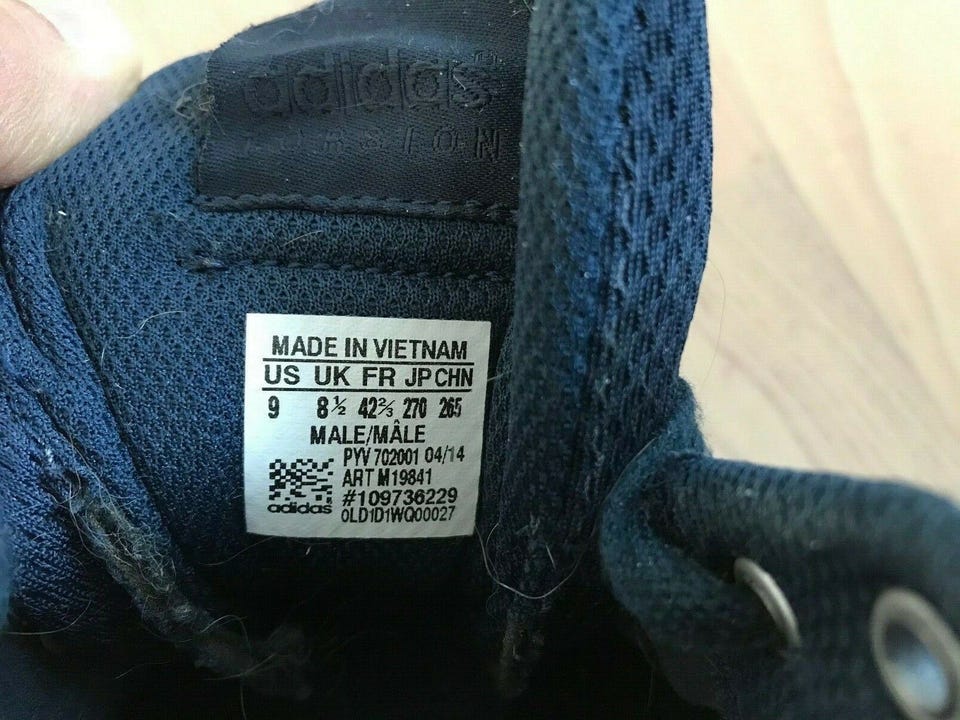 adidas
TORSION
MADE IN VIETNAM
US UK FR JP CHN
9 8½ 42⅔ 270 265
MALE/MÂLE
PYV 702001 04/14
ART M19841
#109736229
adidas 0LD1D1WQ00027